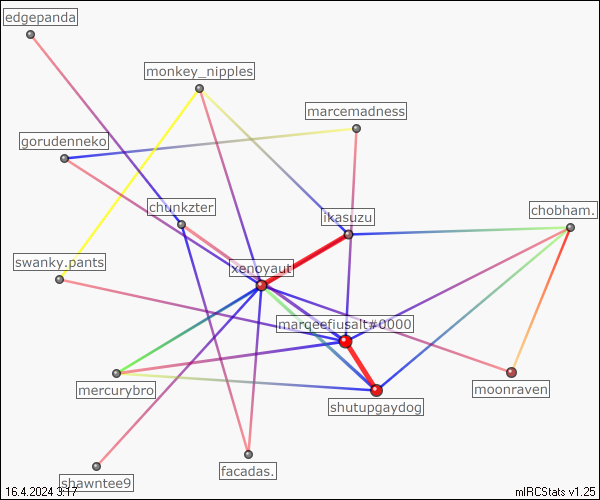 edgepanda
monkey_nipples
marcemadness
gorudenneko
chunkzter
ikasuzu
chobham.
swanky.pants
xenoyaut
marqeefiusalt#0000
mercurybro
moonraven
shutupgaydog
shawntee9
facadas.
16.4.2024 3:17
mIRCStats v1.25